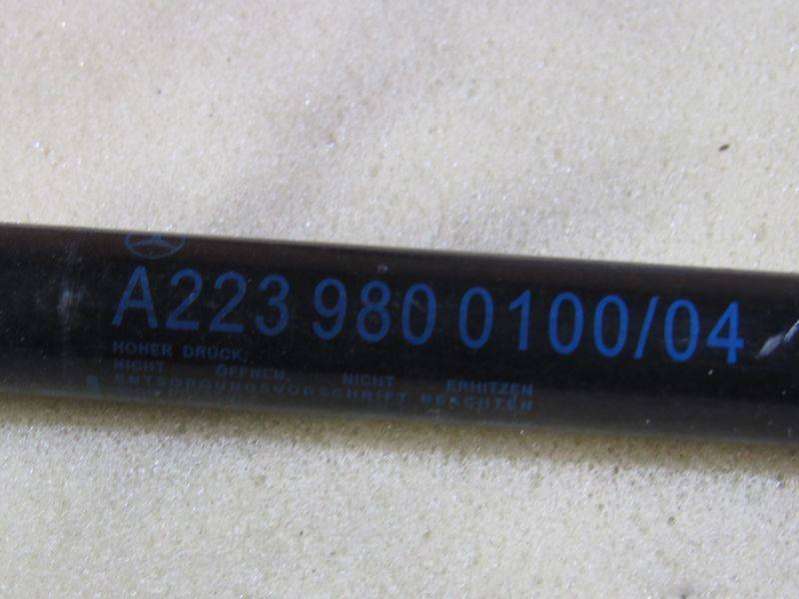 A223 980 0100/04
HOHER DRUCK,
NICHT ÖFFNEN, NICHT ERHITZEN
ENTSORGUNGSVORSCHRIFT BEACHTEN